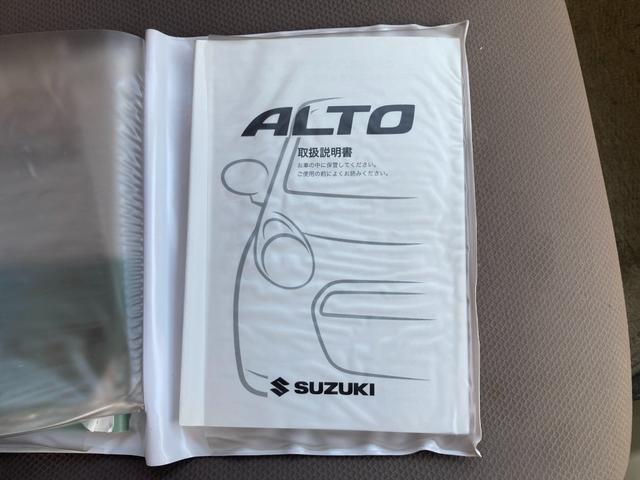 ALTO
取扱説明書
お車の中に保管してください。
ご使用の前によくお読みください。
SUZUKI